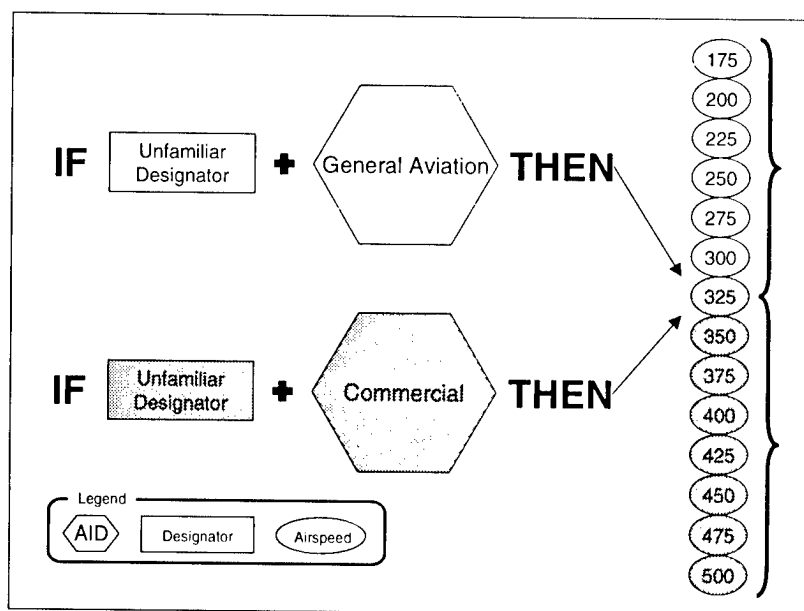 IF
Unfamiliar
Designator
+
General Aviation
THEN
IF
Unfamiliar
Designator
+
Commercial
THEN
175
200
225
250
275
300
325
350
375
400
425
450
475
500
Legend
AID
Designator
Airspeed